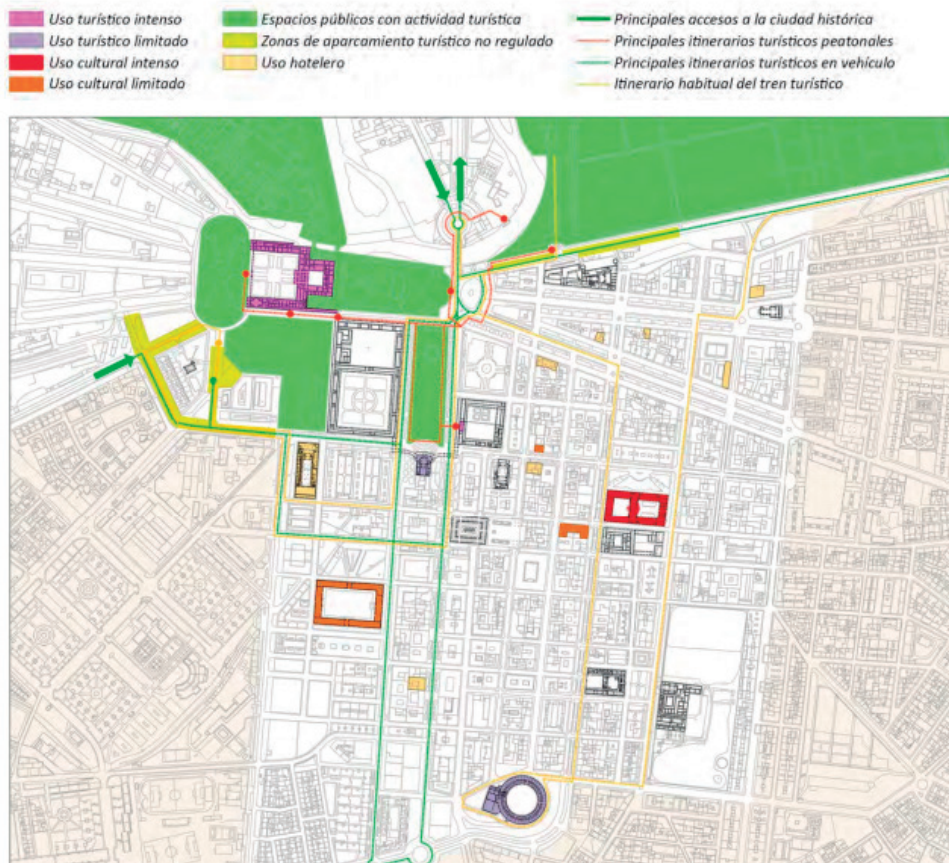 Uso turístico intenso
Uso turístico limitado
Uso cultural intenso
Uso cultural limitado
Espacios públicos con actividad turística
Zonas de aparcamiento turístico no regulado
Uso hotelero
Principales accesos a la ciudad histórica
Principales itinerarios turísticos peatonales
Principales itinerarios turísticos en vehículo
Itinerario habitual del tren turístico